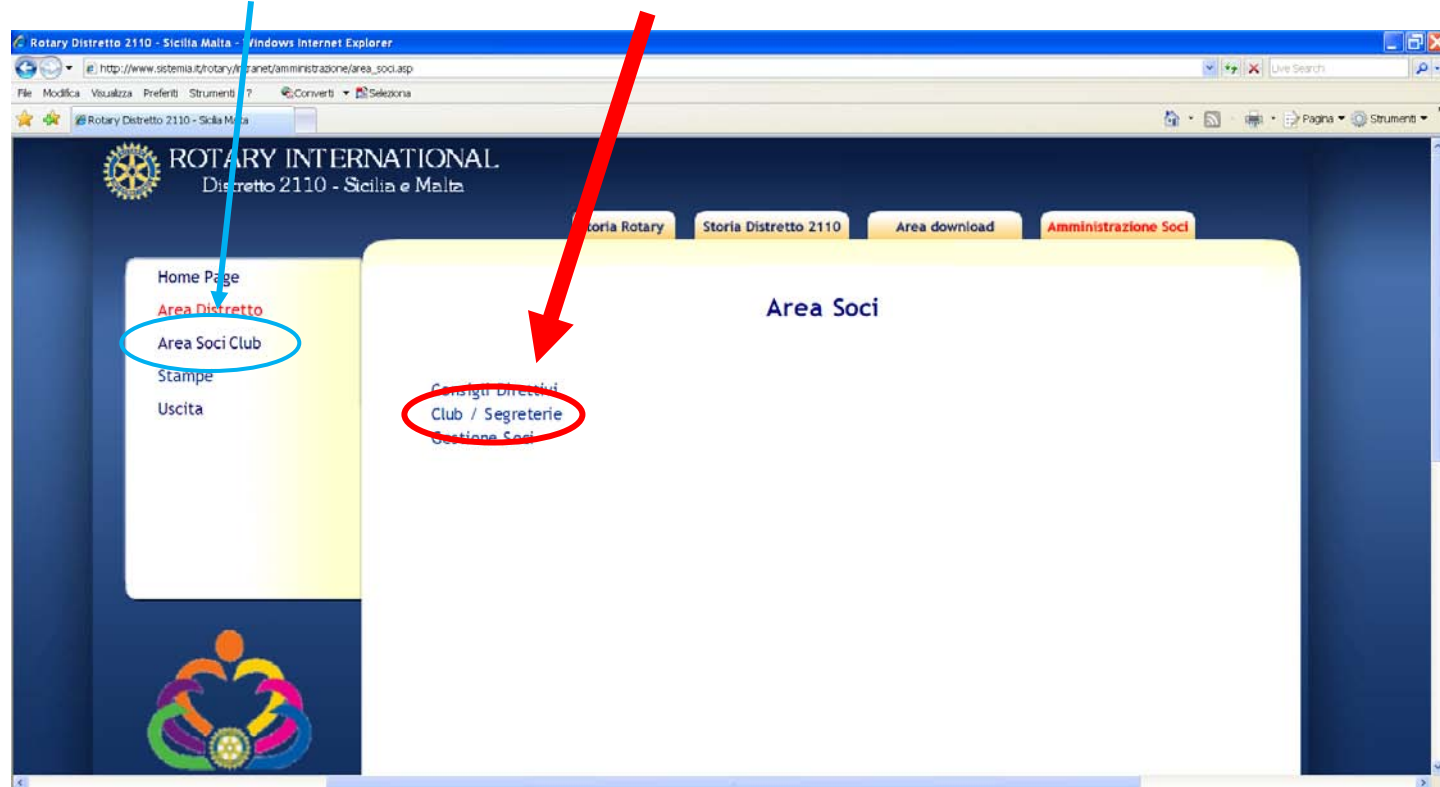 Rotary Distretto 2110 - Sicilia Malta - Windows Internet Explorer
http://www.sistemia.it/rotary/intranet/amministrazione/area_soci.asp
Live Search
File Modifica Visualizza Preferiti Strumenti ? Converti Seleziona
Rotary Distretto 2110 - Sicilia Malta
Pagina Strumenti
ROTARY INTERNATIONAL
Distretto 2110 - Sicilia e Malta
Storia Rotary
Storia Distretto 2110
Area download
Amministrazione Soci
Home Page
Area Distretto
Area Soci Club
Stampe
Uscita
Area Soci
Consigli Direttivi
Club / Segreterie
Gestione Soci